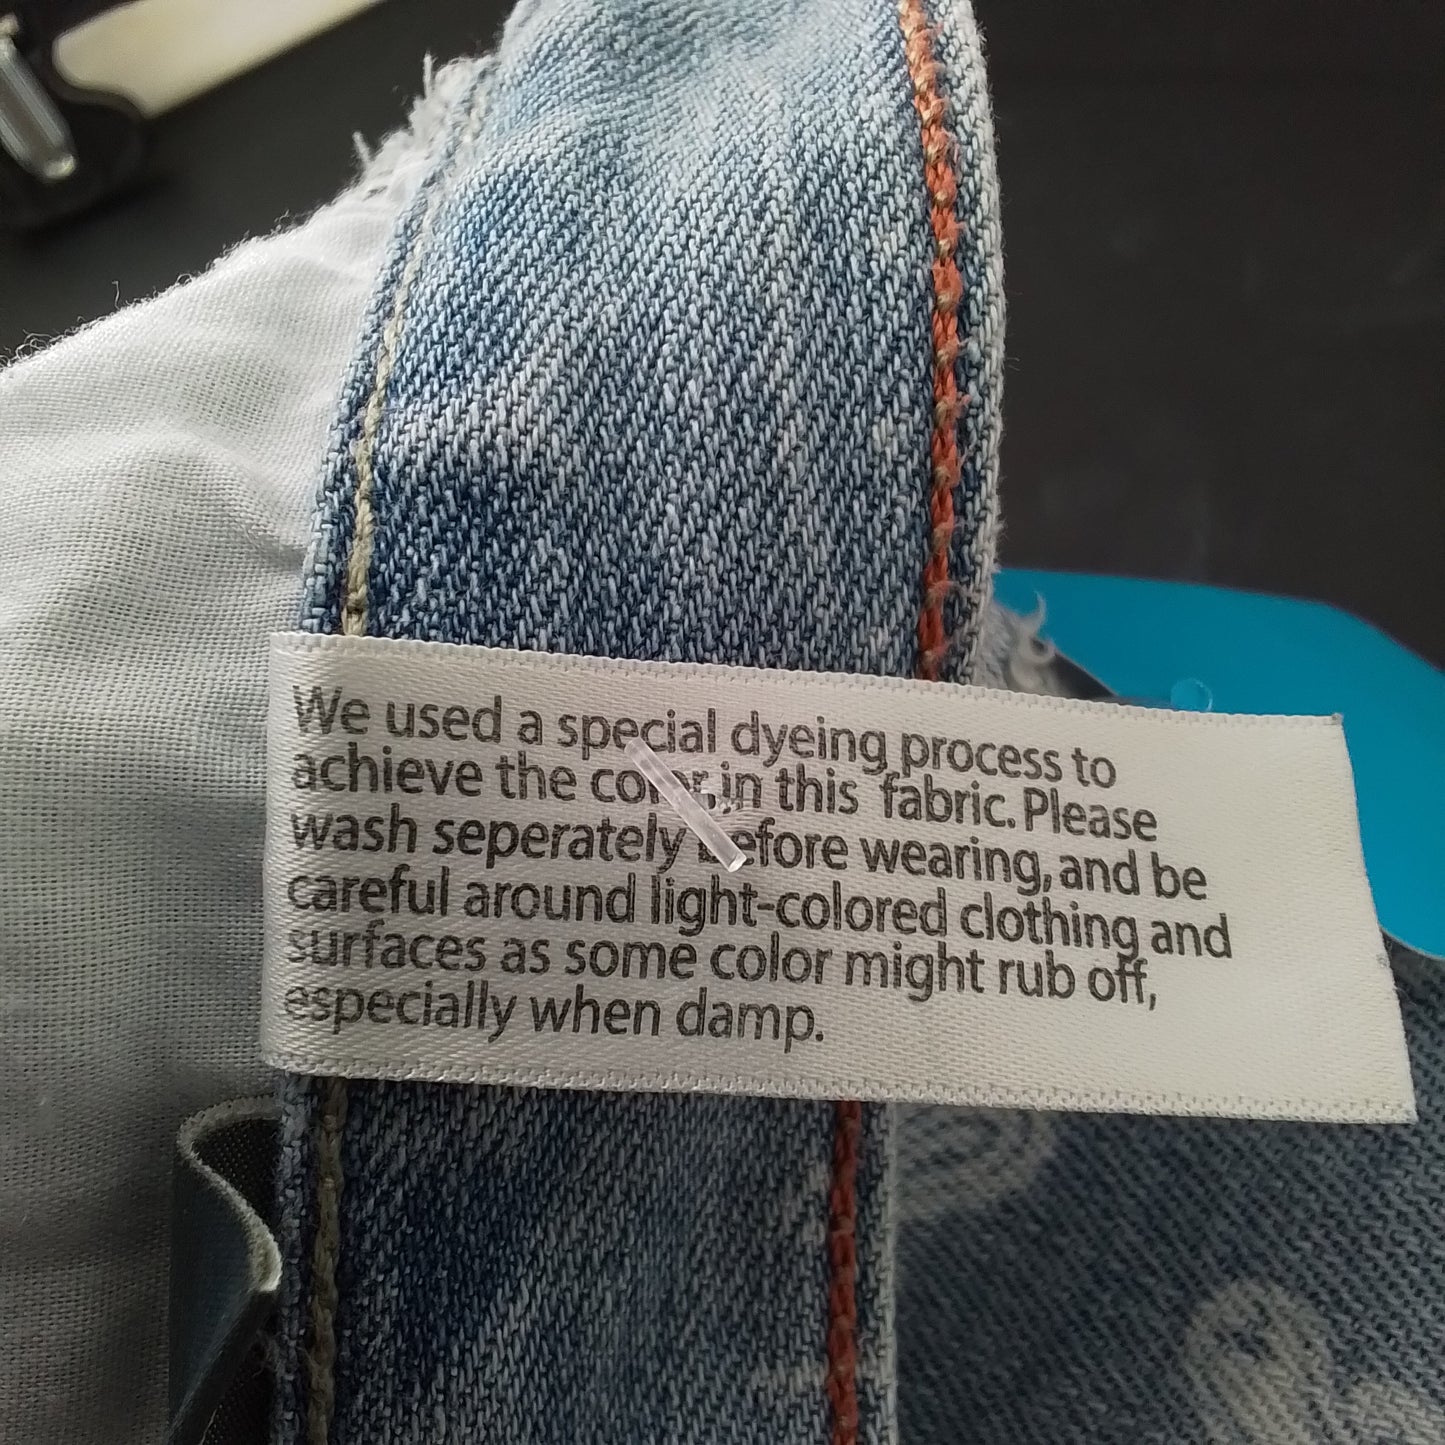 We used a special dyeing process to
achieve the color in this fabric. Please
wash seperately before wearing, and be
careful around light-colored clothing and
surfaces as some color might rub off,
especially when damp.